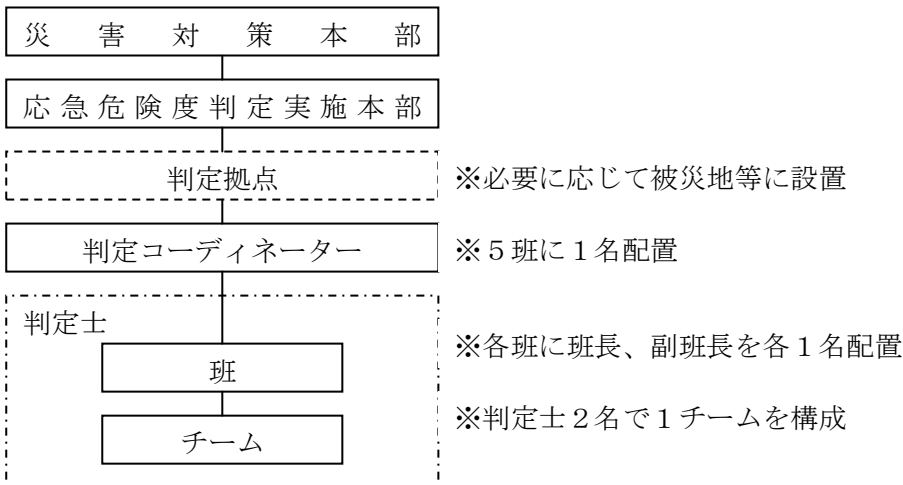 災害対策本部
応急危険度判定実施本部
判定拠点
※必要に応じて被災地等に設置
判定コーディネーター
※５班に１名配置
判定士
※各班に班長、副班長を各１名配置
班
※判定士２名で１チームを構成
チーム